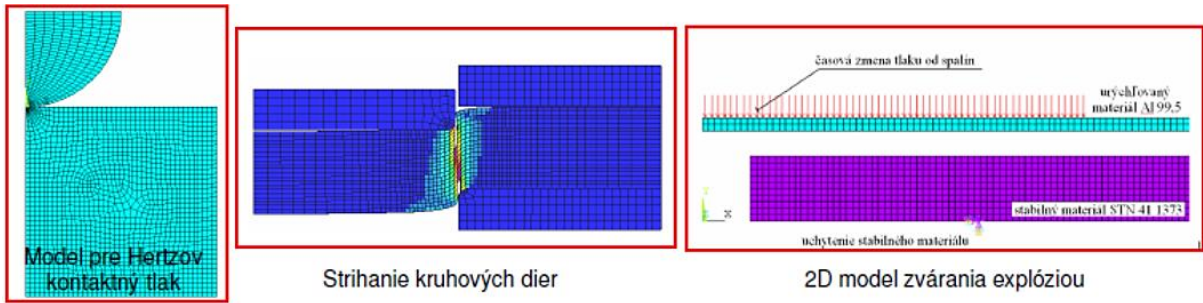 Model pre Hertzov
kontaktný tlak
Strihanie kruhových dier
časová zmena tlaku od spalín
urýchľovaný
materiál Al 99.5
stabilný materiál STN 41 1373
X
uchytenie stabilného materiálu
2D model zvárania explóziou